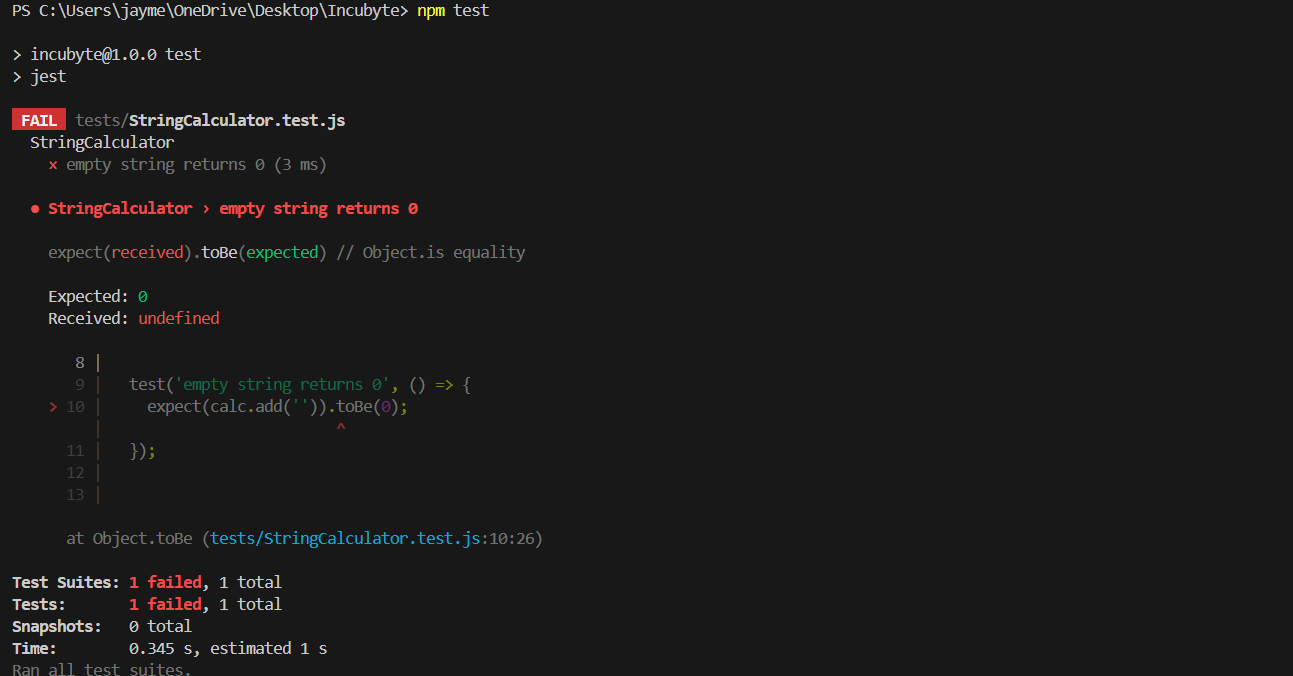 PS C:\Users\jayme\OneDrive\Desktop\Incubyte> npm test
> incubyte@1.0.0 test
> jest
FAIL tests/StringCalculator.test.js
StringCalculator
× empty string returns 0 (3 ms)
● StringCalculator › empty string returns 0
expect(received).toBe(expected) // Object.is equality
Expected: 0
Received: undefined
8 |
9 | test('empty string returns 0', () => {
> 10 | expect(calc.add('')).toBe(0);
| ^
11 | });
12 |
13 |
at Object.toBe (tests/StringCalculator.test.js:10:26)
Test Suites: 1 failed, 1 total
Tests: 1 failed, 1 total
Snapshots: 0 total
Time: 0.345 s, estimated 1 s
Ran all test suites.